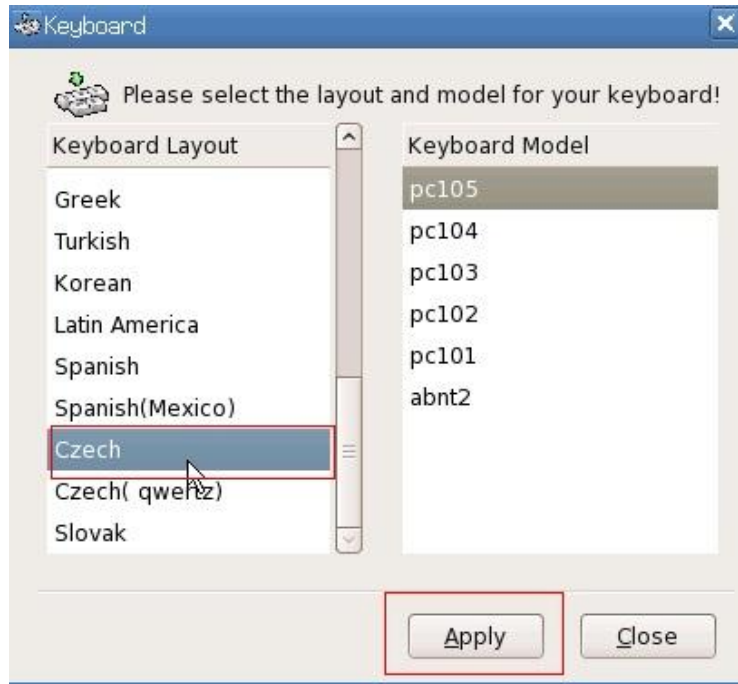 Keyboard
Please select the layout and model for your keyboard!
Keyboard Layout
Greek
Turkish
Korean
Latin America
Spanish
Spanish(Mexico)
Czech
Czech( qwertz)
Slovak
Keyboard Model
pc105
pc104
pc103
pc102
pc101
abnt2
Apply
Close